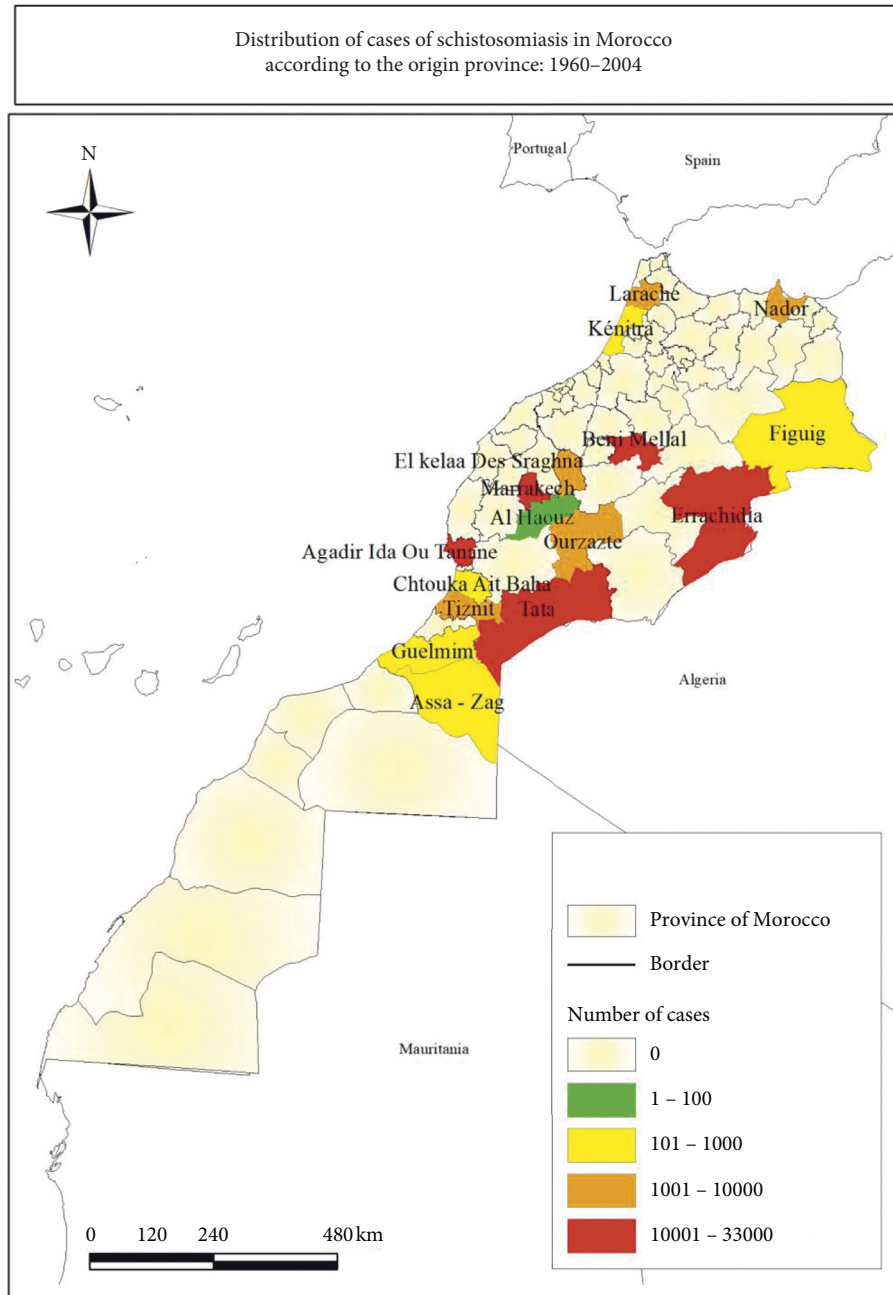 Distribution of cases of schistosomiasis in Morocco
according to the origin province: 1960–2004
N
Portugal
Spain
Larache
Nador
Kénitra
Figuig
Beni Mellal
El kelaa Des Sraghna
Marrakech
Al Haouz
Errachidia
Ourzazte
Agadir Ida Ou Tanane
Chtouka Ait Baha
Tiznit
Tata
Guelmim
Algeria
Assa - Zag
Province of Morocco
Border
Number of cases
0
1 – 100
101 – 1000
1001 – 10000
10001 – 33000
Mauritania
0 120 240 480 km